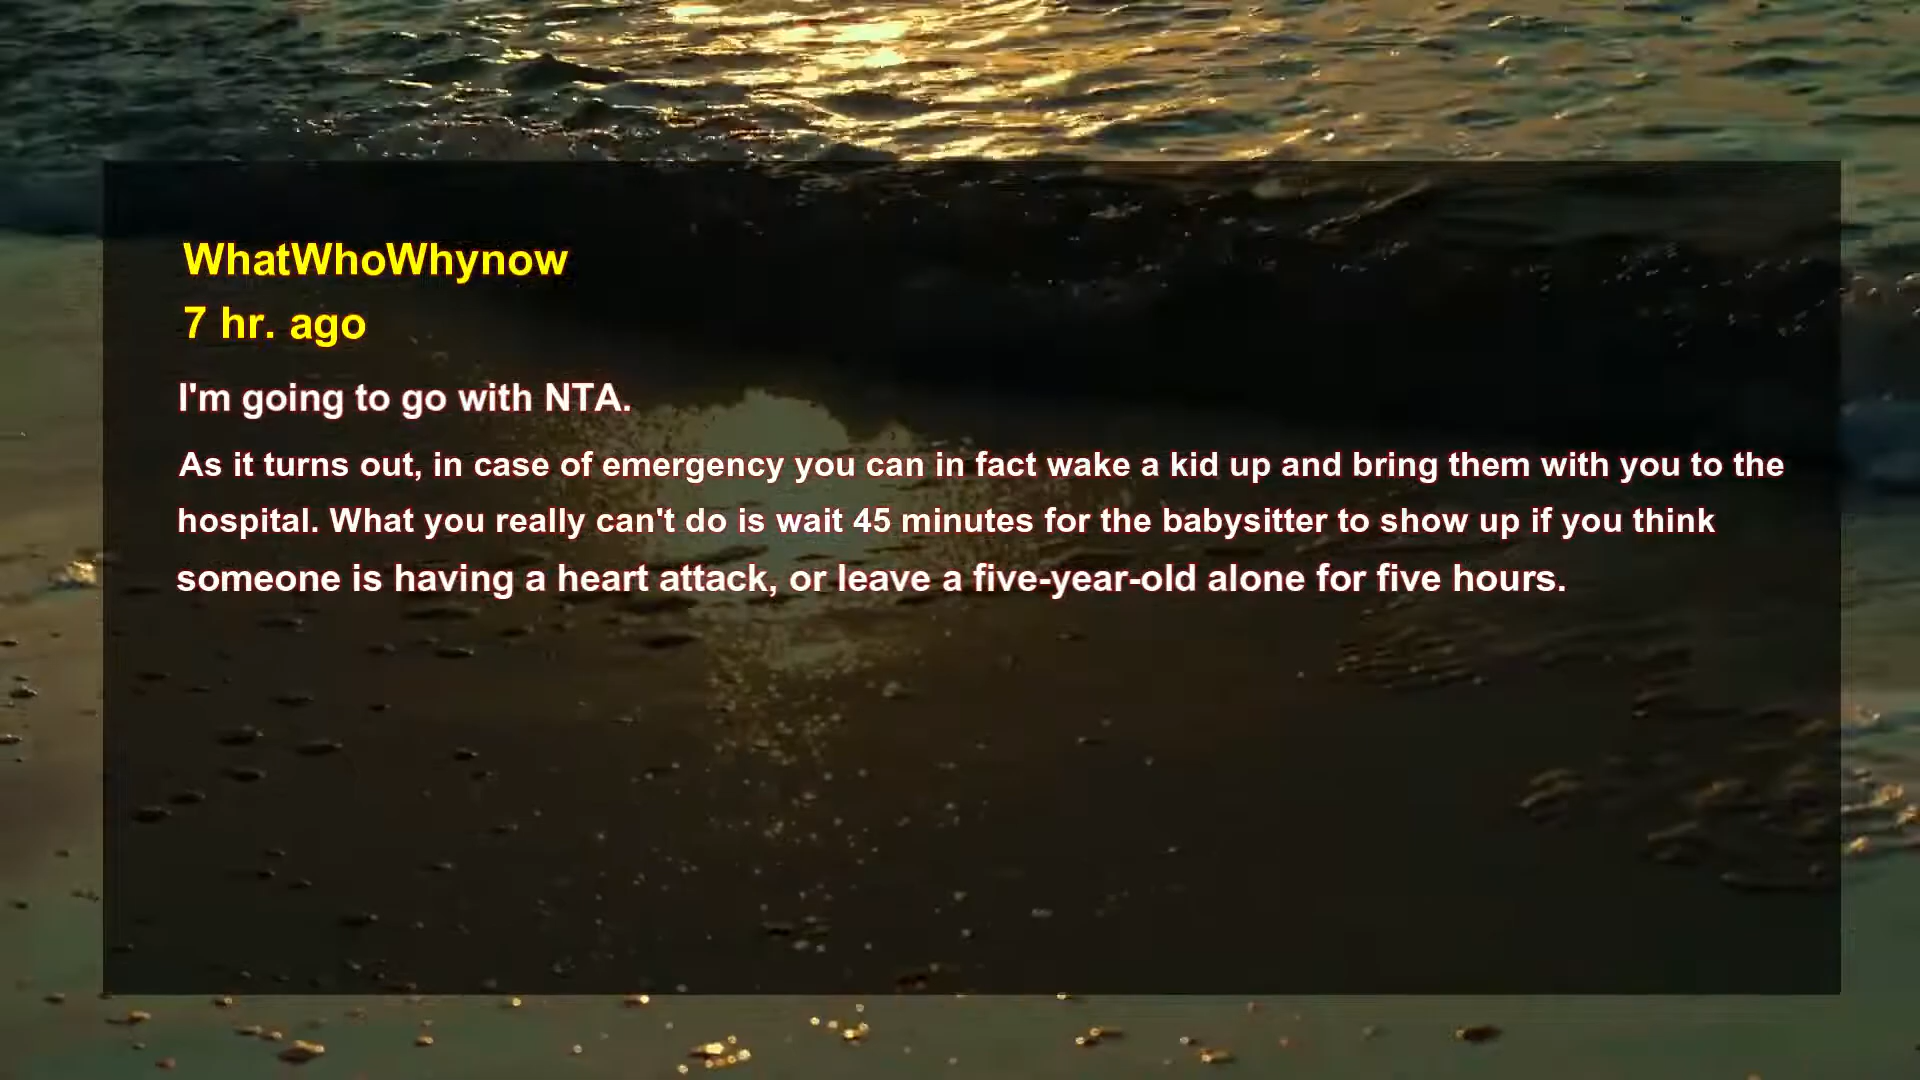 WhatWhoWhynow
7 hr. ago
I'm going to go with NTA.
As it turns out, in case of emergency you can in fact wake a kid up and bring them with you to the
hospital. What you really can't do is wait 45 minutes for the babysitter to show up if you think
someone is having a heart attack, or leave a five-year-old alone for five hours.